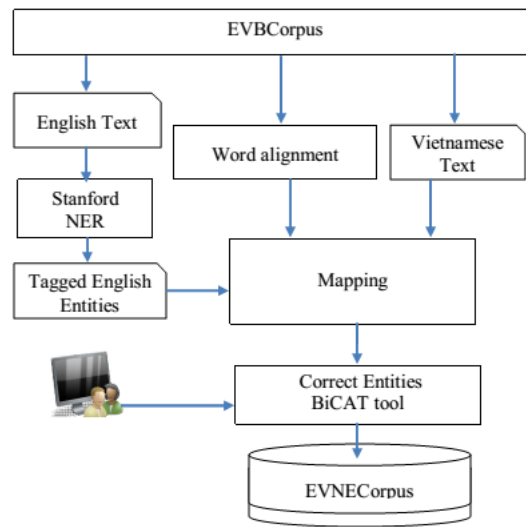 EVBCorpus
English Text
Word alignment
Vietnamese
Text
Stanford
NER
Tagged English
Entities
Mapping
Correct Entities
BiCAT tool
EVNECorpus